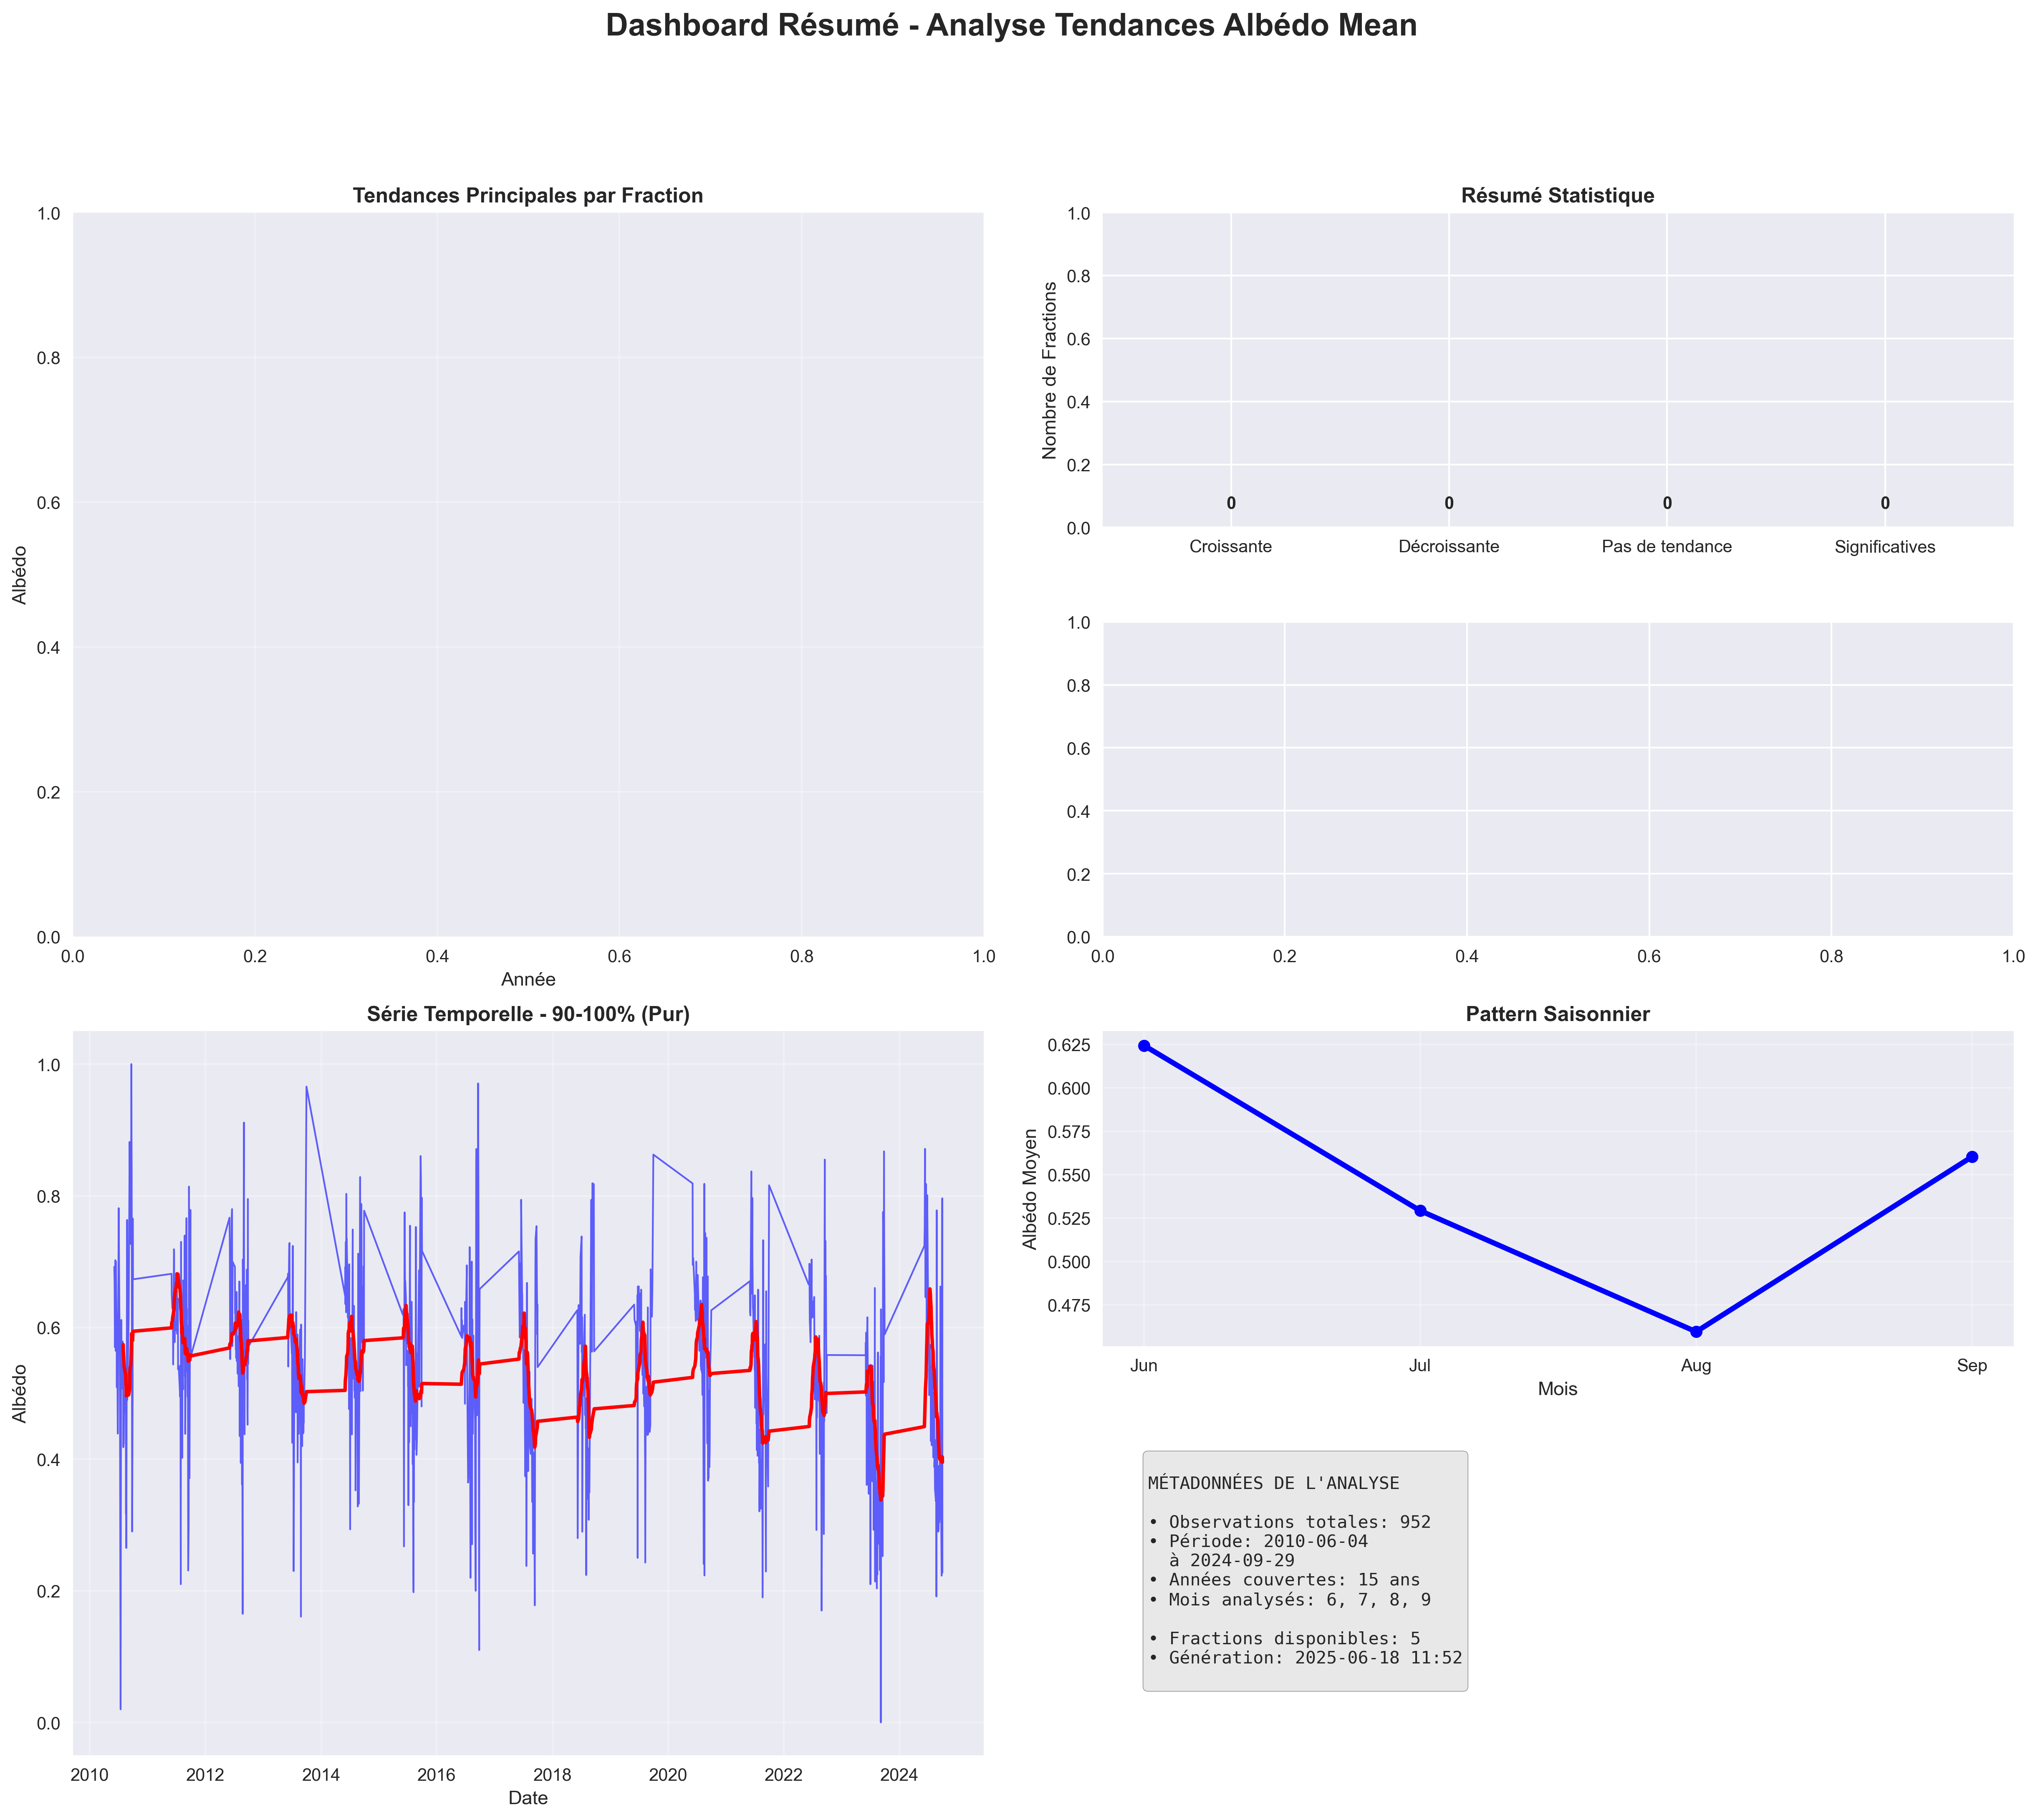 Dashboard Résumé - Analyse Tendances Albédo Mean
Tendances Principales par Fraction
1.0
0.8
0.6
0.4
0.2
0.0
Albédo
0.0 0.2 0.4 0.6 0.8 1.0
Année
Résumé Statistique
1.0
0.8
0.6
0.4
0.2
0.0
Nombre de Fractions
0 0 0 0
Croissante Décroissante Pas de tendance Significatives
1.0
0.8
0.6
0.4
0.2
0.0
0.0 0.2 0.4 0.6 0.8 1.0
Série Temporelle - 90-100% (Pur)
1.0
0.8
0.6
0.4
0.2
0.0
Albédo
2010 2012 2014 2016 2018 2020 2022 2024
Date
Pattern Saisonnier
0.625
0.600
0.575
0.550
0.525
0.500
0.475
Albédo Moyen
Jun Jul Aug Sep
Mois
MÉTADONNÉES DE L'ANALYSE
• Observations totales: 952
• Période: 2010-06-04
à 2024-09-29
• Années couvertes: 15 ans
• Mois analysés: 6, 7, 8, 9
• Fractions disponibles: 5
• Génération: 2025-06-18 11:52